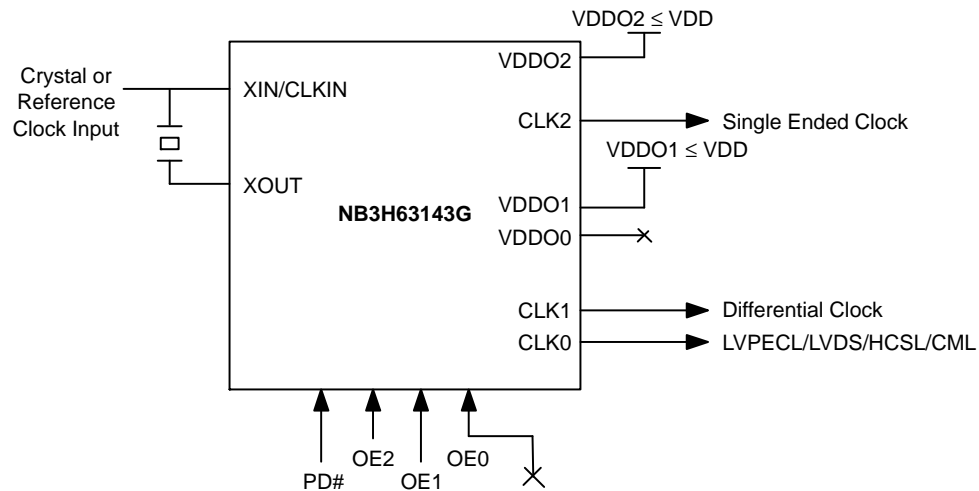 VDDO2 ≤ VDD
VDDO2
Crystal or
Reference
Clock Input
XIN/CLKIN
CLK2
Single Ended Clock
VDDO1 ≤ VDD
XOUT
NB3H63143G
VDDO1
VDDO0
CLK1
Differential Clock
CLK0
LVPECL/LVDS/HCSL/CML
PD#
OE2
OE1
OE0